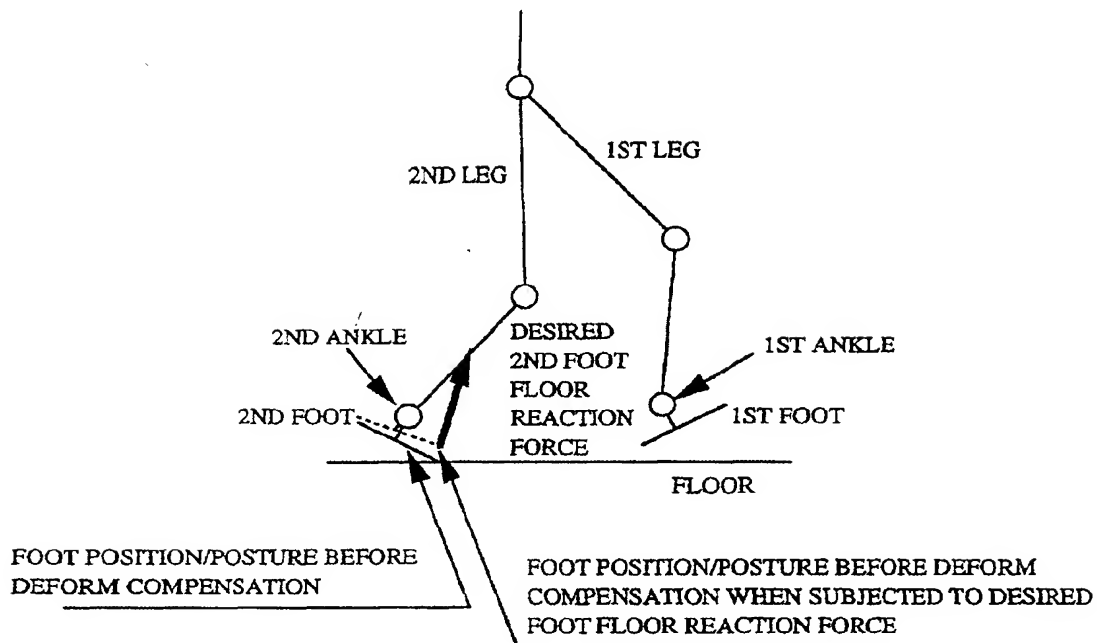 1ST LEG
2ND LEG
2ND ANKLE
DESIRED
2ND FOOT
FLOOR
REACTION
FORCE
1ST ANKLE
2ND FOOT
1ST FOOT
FLOOR
FOOT POSITION/POSTURE BEFORE
DEFORM COMPENSATION
FOOT POSITION/POSTURE BEFORE DEFORM
COMPENSATION WHEN SUBJECTED TO DESIRED
FOOT FLOOR REACTION FORCE